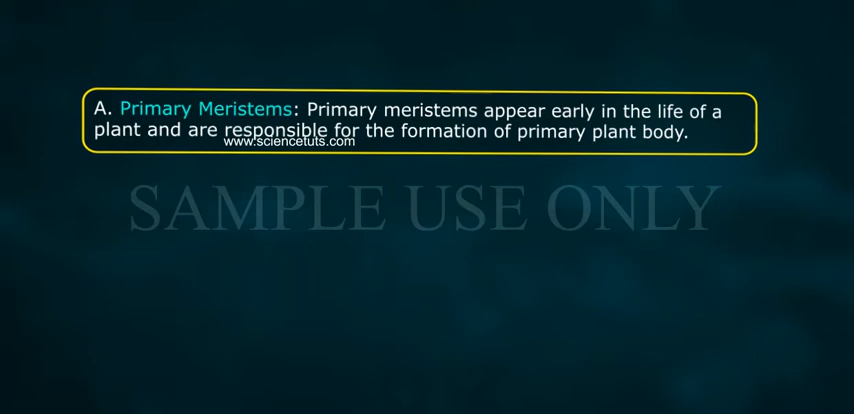 A. Primary Meristems: Primary meristems appear early in the life of a
plant and are responsible for the formation of primary plant body.
www.sciencetuts.com
SAMPLE USE ONLY